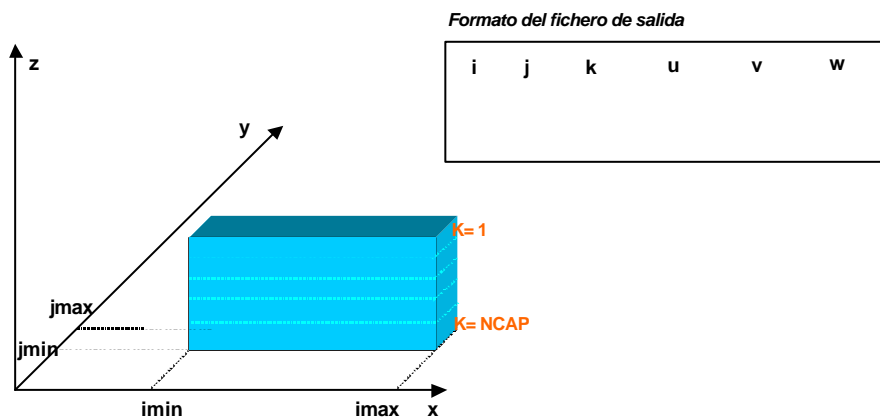 Formato del fichero de salida
i j k u v w
z
y
K= 1
jmax
K= NCAP
jmin
imin imax x